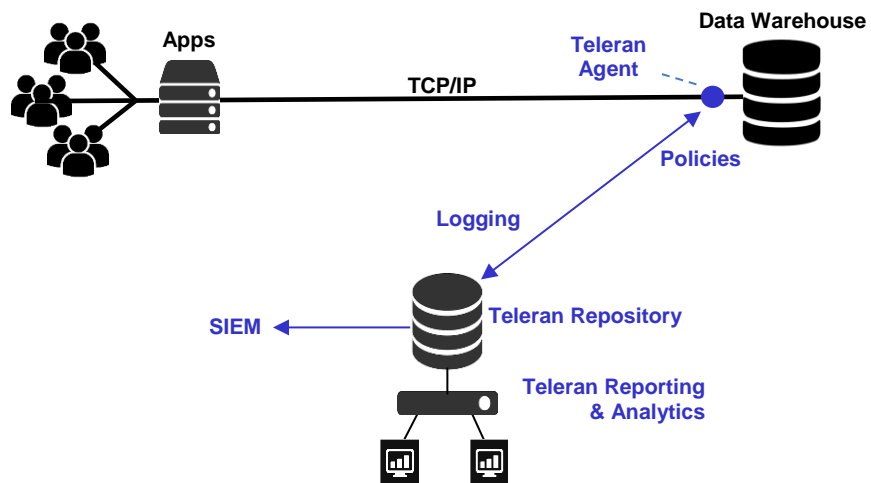 Data Warehouse
Apps
Teleran
Agent
TCP/IP
Policies
Logging
SIEM
Teleran Repository
Teleran Reporting
& Analytics